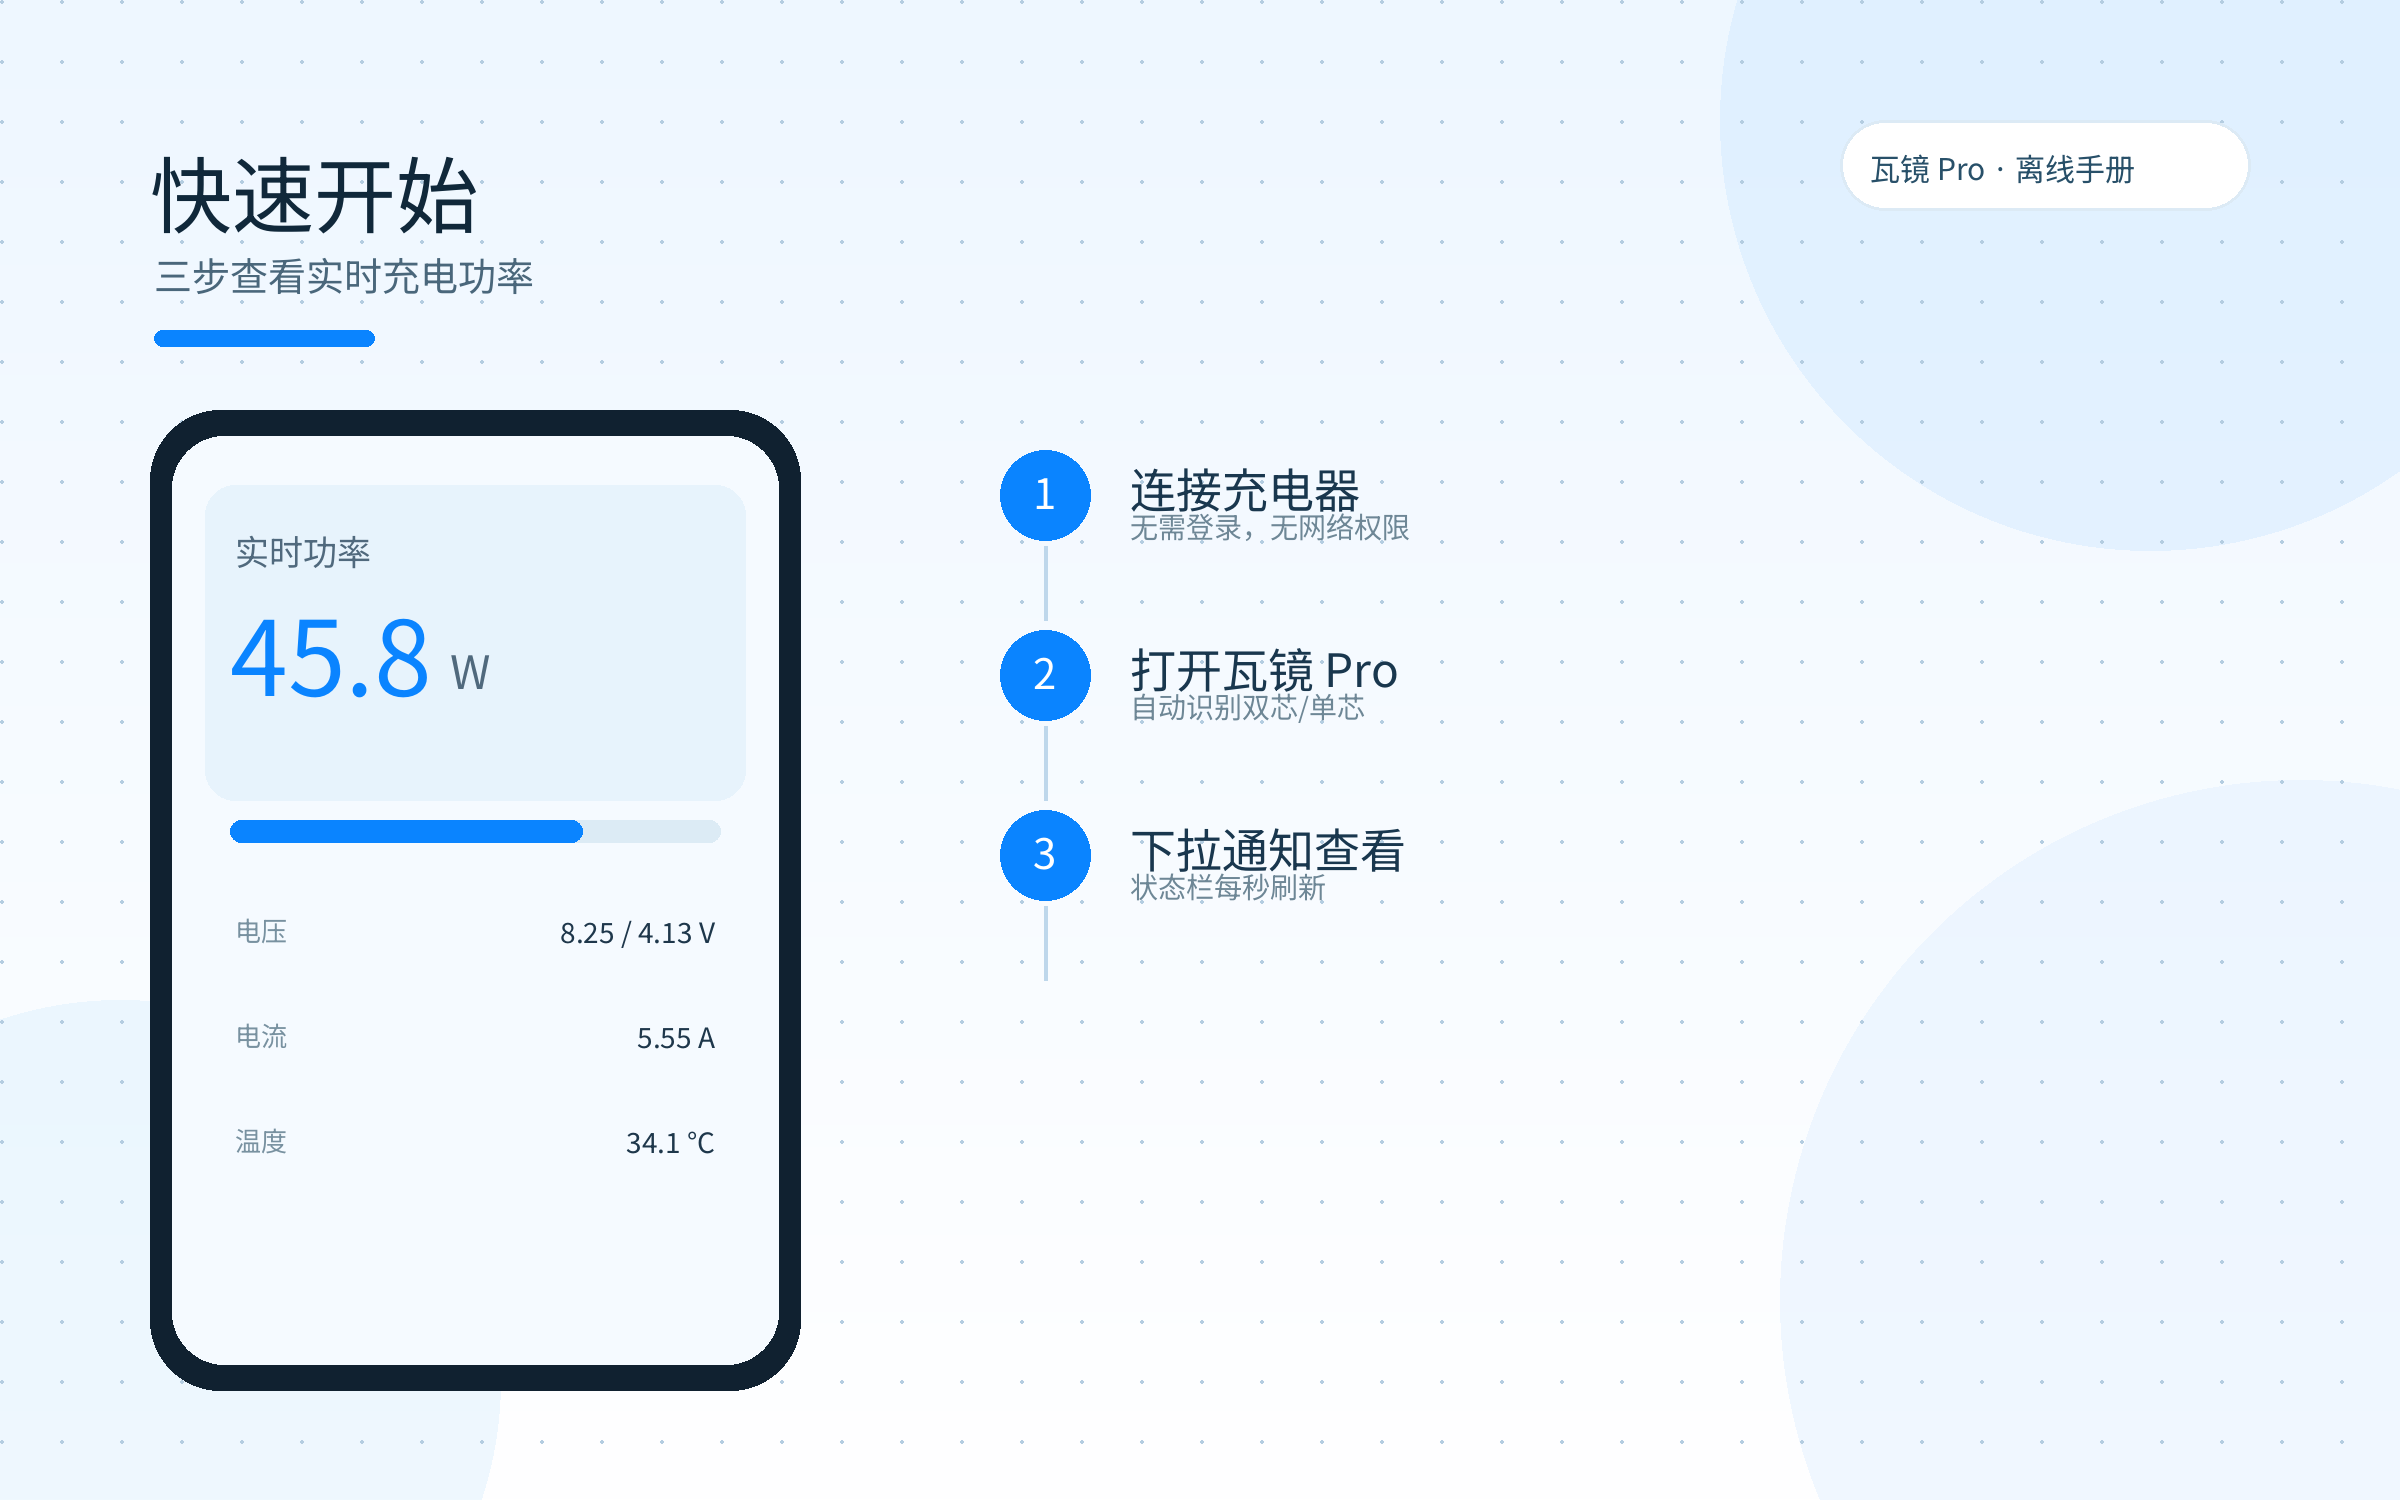 快速开始
三步查看实时充电功率
瓦镜 Pro · 离线手册
实时功率
45.8 W
电压 8.25 / 4.13 V
电流 5.55 A
温度 34.1 °C
1 连接充电器
无需登录，无网络权限
2 打开瓦镜 Pro
自动识别双芯/单芯
3 下拉通知查看
状态栏每秒刷新